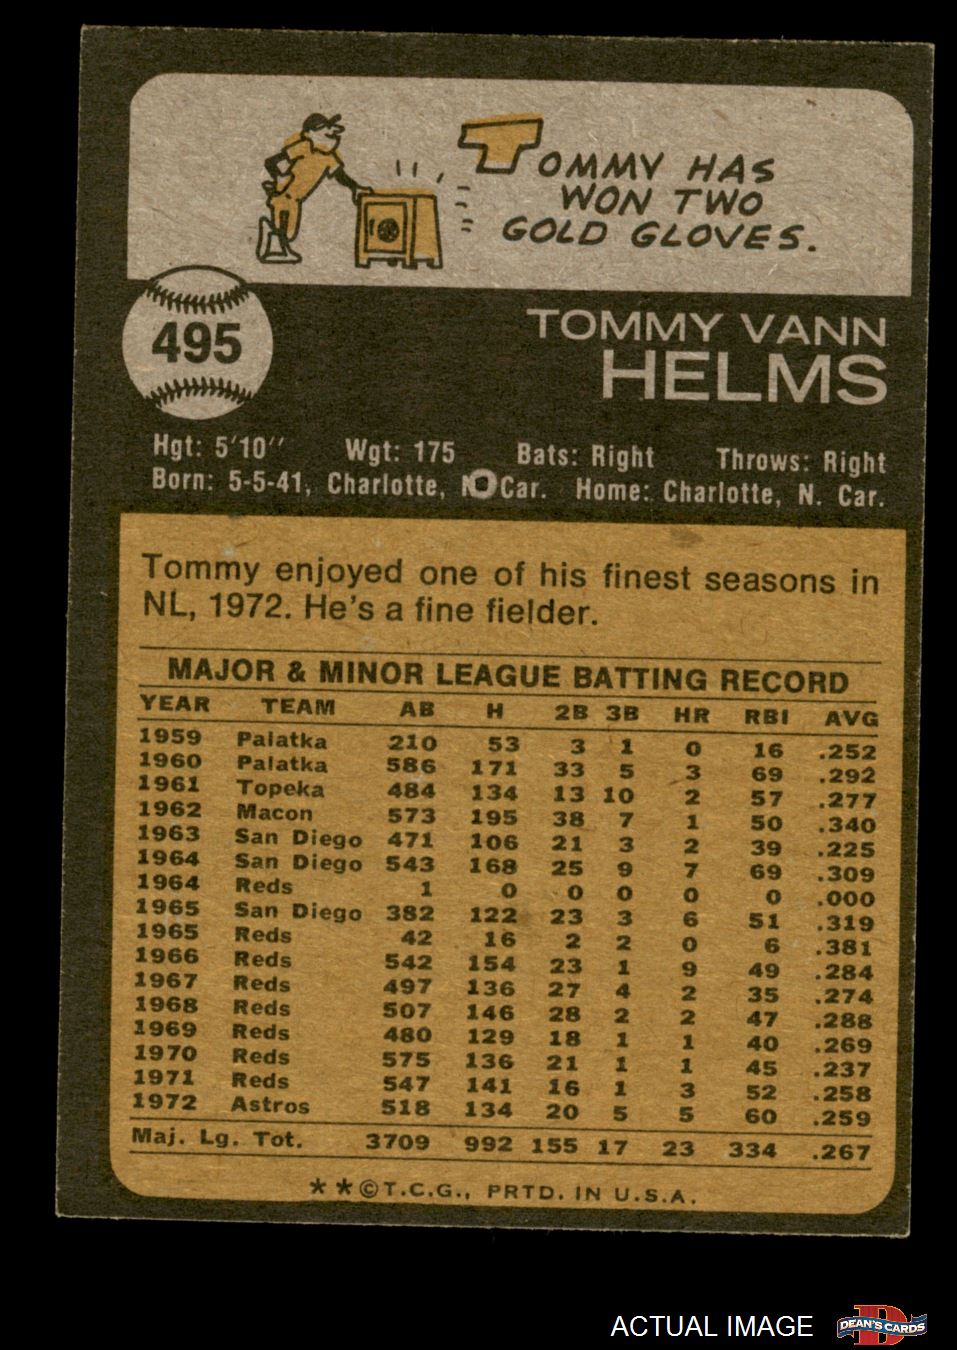 TOMMY HAS
WON TWO
GOLD GLOVES.
495
TOMMY VANN
HELMS
Hgt: 5'10'' Wgt: 175 Bats: Right Throws: Right
Born: 5-5-41, Charlotte, N. Car. Home: Charlotte, N. Car.
Tommy enjoyed one of his finest seasons in
NL, 1972. He's a fine fielder.
MAJOR & MINOR LEAGUE BATTING RECORD
YEAR TEAM AB H 2B 3B HR RBI AVG
1959 Palatka 210 53 3 1 0 16 .252
1960 Palatka 586 171 33 5 3 69 .292
1961 Topeka 484 134 13 10 2 57 .277
1962 Macon 573 195 38 7 1 50 .340
1963 San Diego 471 106 21 3 2 39 .225
1964 San Diego 543 168 25 9 7 69 .309
1964 Reds 1 0 0 0 0 0 .000
1965 San Diego 382 122 23 3 6 51 .319
1965 Reds 42 16 2 2 0 6 .381
1966 Reds 542 154 23 1 9 49 .284
1967 Reds 497 136 27 4 2 35 .274
1968 Reds 507 146 28 2 2 47 .288
1969 Reds 480 129 18 1 1 40 .269
1970 Reds 575 136 21 1 1 45 .237
1971 Reds 547 141 16 1 3 52 .258
1972 Astros 518 134 20 5 5 60 .259
Maj. Lg. Tot. 3709 992 155 17 23 334 .267
**©T.C.G., PRTD. IN U.S.A.
ACTUAL IMAGE
DEAN'S CARDS